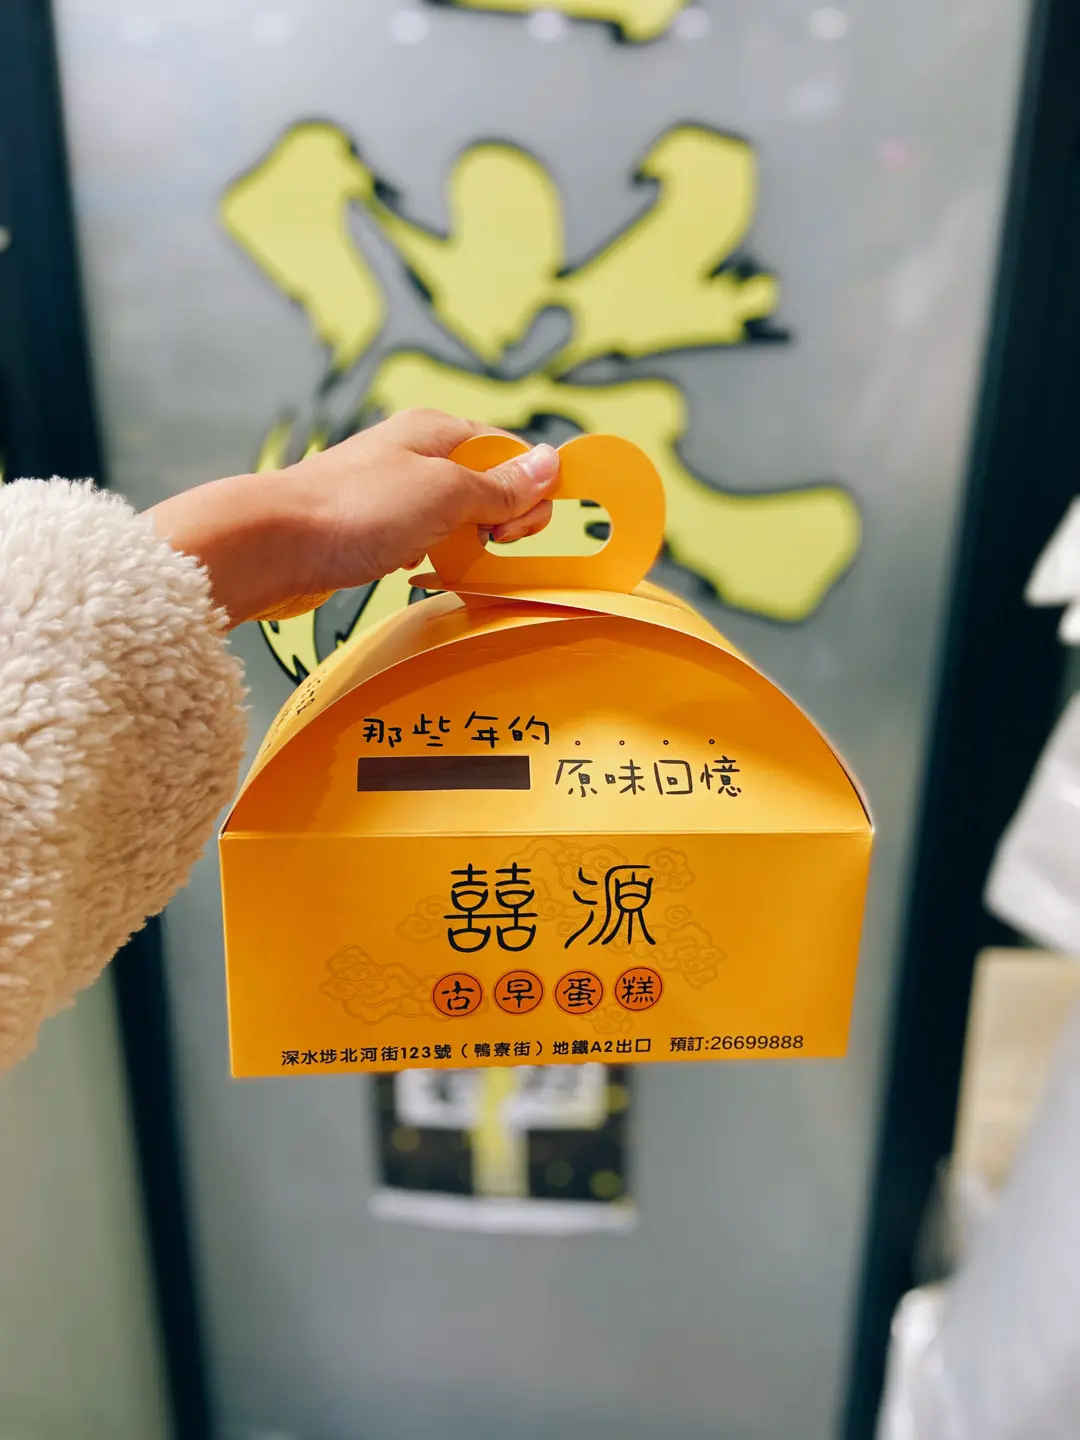 那些年的....
原味回憶
囍源
古早蛋糕
深水埗北河街123號（鴨寮街）地鐵A2出口 預訂:26699888